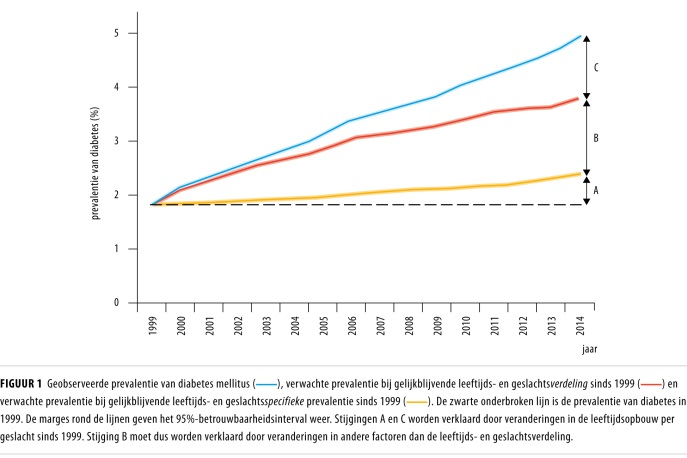 5
4
3
2
1
0
prevalentie van diabetes (%)
C
B
A
1999 2000 2001 2002 2003 2004 2005 2006 2007 2008 2009 2010 2011 2012 2013 2014
jaar
FIGUUR 1 Geobserveerde prevalentie van diabetes mellitus (——), verwachte prevalentie bij gelijkblijvende leeftijds- en geslachtsverdeling sinds 1999 (——) en
verwachte prevalentie bij gelijkblijvende leeftijds- en geslachtsspecifieke prevalentie sinds 1999 (——). De zwarte onderbroken lijn is de prevalentie van diabetes in
1999. De marges rond de lijnen geven het 95%-betrouwbaarheidsinterval weer. Stijgingen A en C worden verklaard door veranderingen in de leeftijdsopbouw per
geslacht sinds 1999. Stijging B moet dus worden verklaard door veranderingen in andere factoren dan de leeftijds- en geslachtsverdeling.